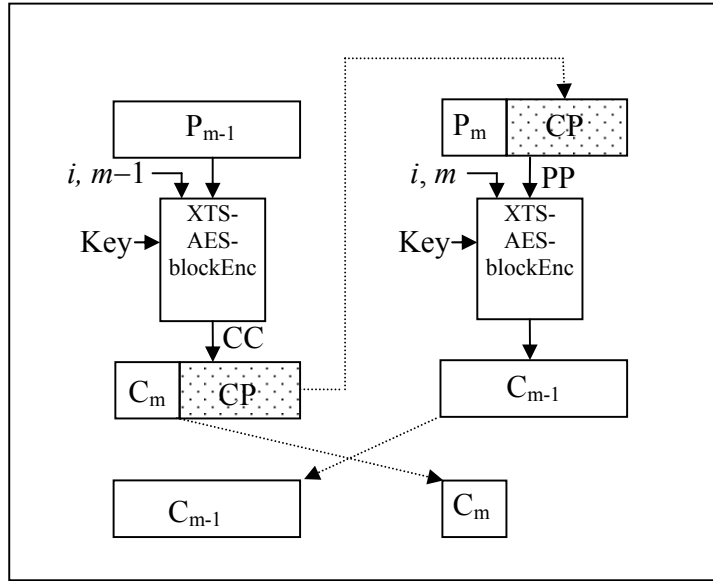 P_{m-1}
i, m–1
Key
XTS-
AES-
blockEnc
CC
C_m CP
C_{m-1}
P_m CP
i, m
PP
Key
XTS-
AES-
blockEnc
C_{m-1}
C_m